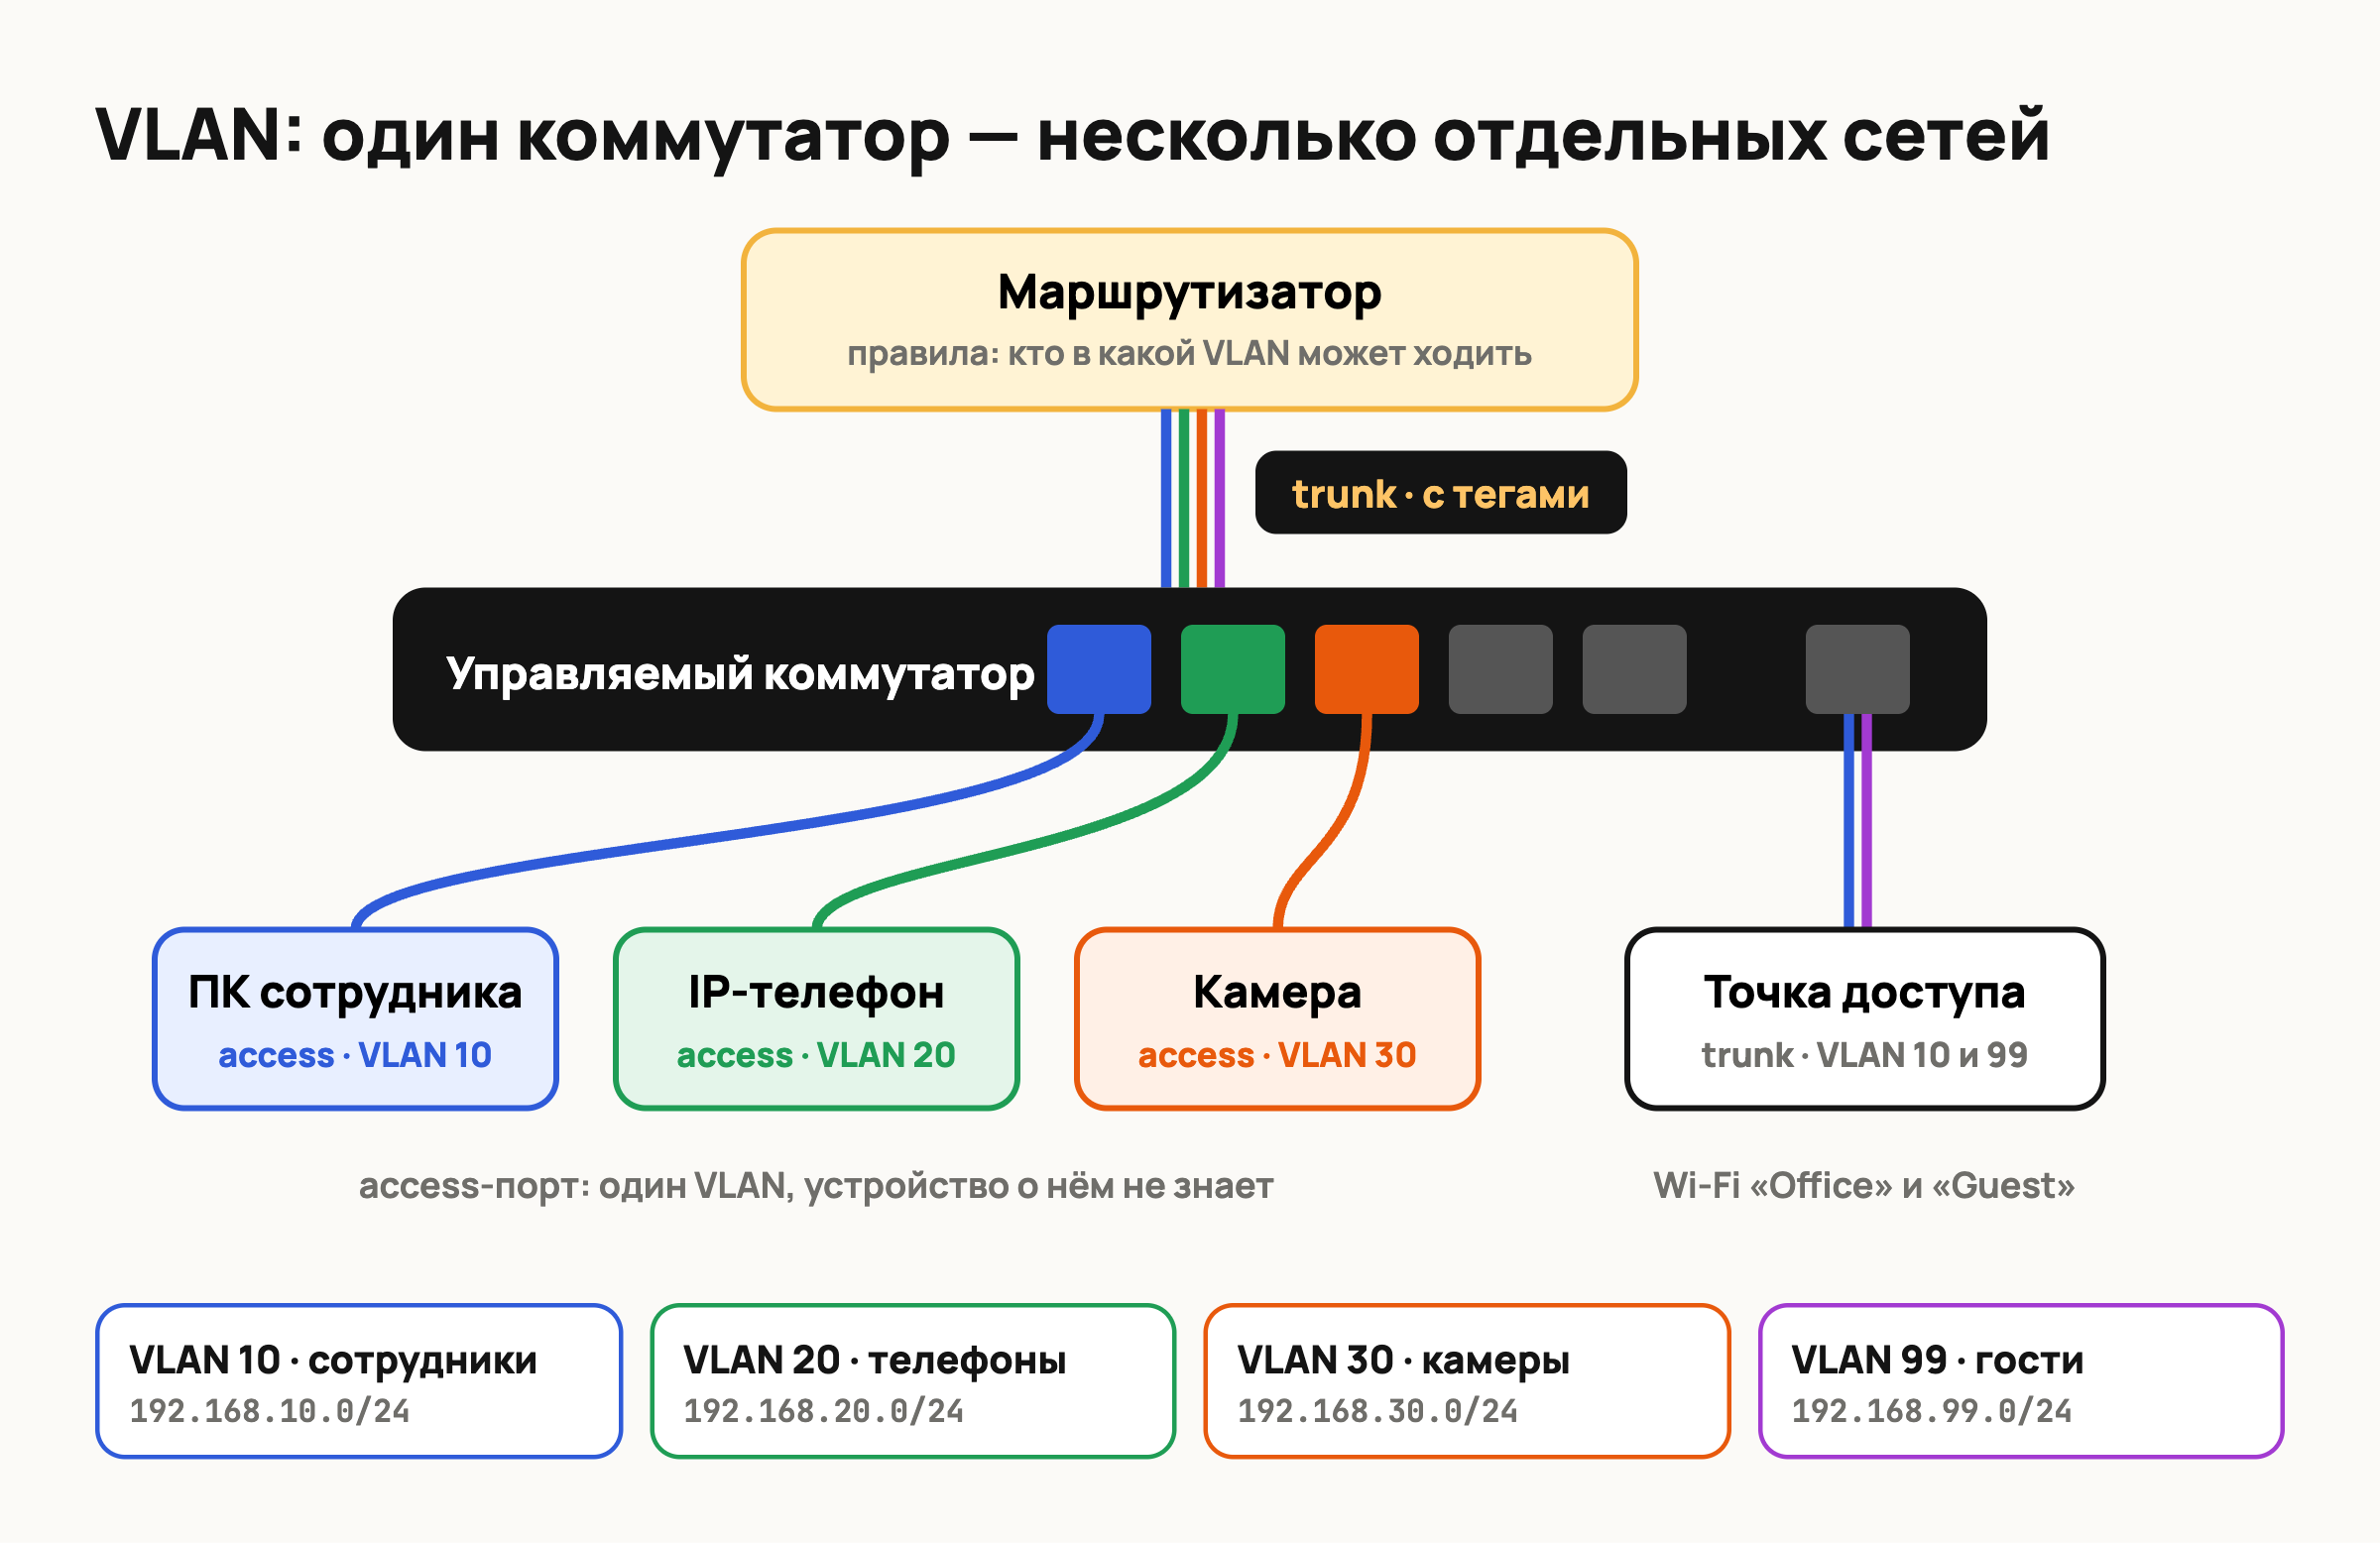 VLAN: один коммутатор — несколько отдельных сетей
Маршрутизатор
правила: кто в какой VLAN может ходить
trunk · с тегами
Управляемый коммутатор
ПК сотрудника
access · VLAN 10
IP-телефон
access · VLAN 20
Камера
access · VLAN 30
Точка доступа
trunk · VLAN 10 и 99
access-порт: один VLAN, устройство о нём не знает
Wi-Fi «Office» и «Guest»
VLAN 10 · сотрудники
192.168.10.0/24
VLAN 20 · телефоны
192.168.20.0/24
VLAN 30 · камеры
192.168.30.0/24
VLAN 99 · гости
192.168.99.0/24